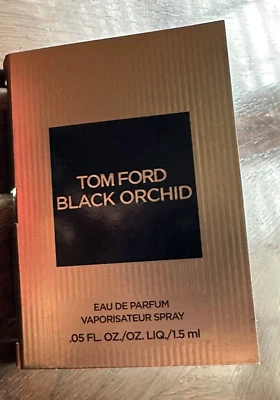 TOM FORD
BLACK ORCHID
EAU DE PARFUM
VAPORISATEUR SPRAY
.05 FL. OZ./OZ. LIQ./1.5 ml